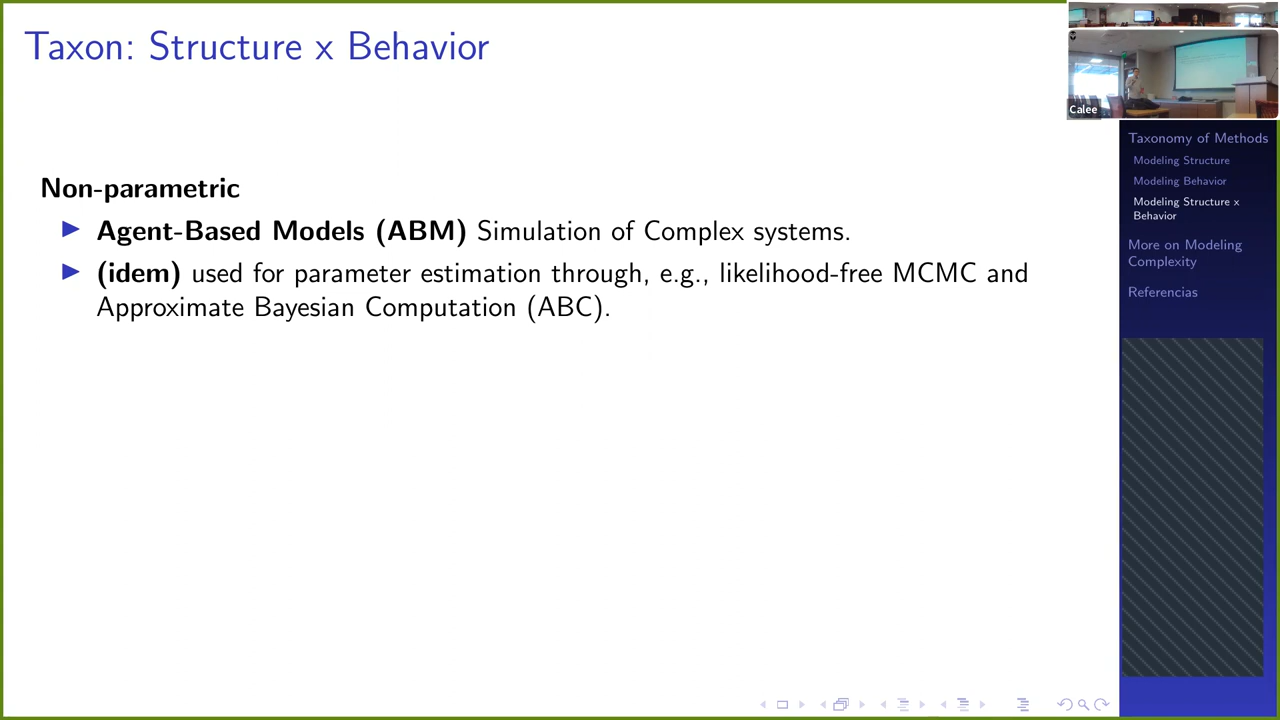 Taxon: Structure x Behavior
Calee
Non-parametric
Agent-Based Models (ABM) Simulation of Complex systems.
(idem) used for parameter estimation through, e.g., likelihood-free MCMC and
Approximate Bayesian Computation (ABC).
Taxonomy of Methods
Modeling Structure
Modeling Behavior
Modeling Structure x
Behavior
More on Modeling
Complexity
Referencias